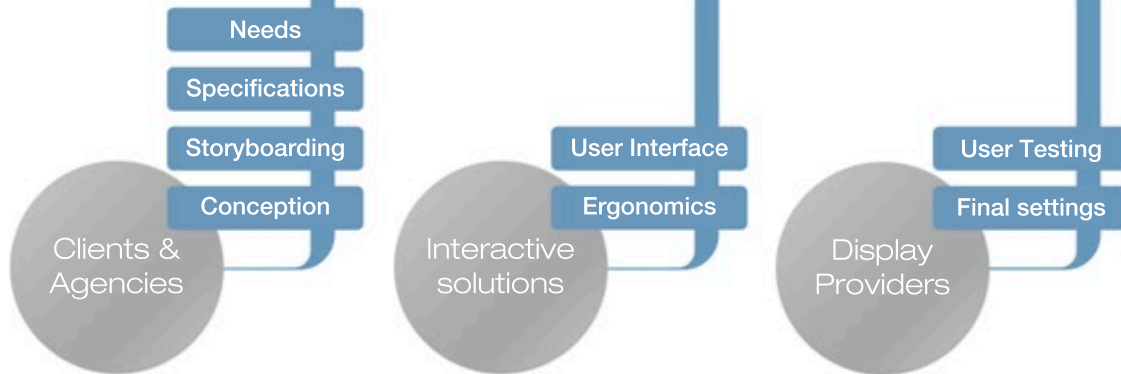 Needs
Specifications
Storyboarding
Conception
Clients &
Agencies
User Interface
Ergonomics
Interactive
solutions
User Testing
Final settings
Display
Providers